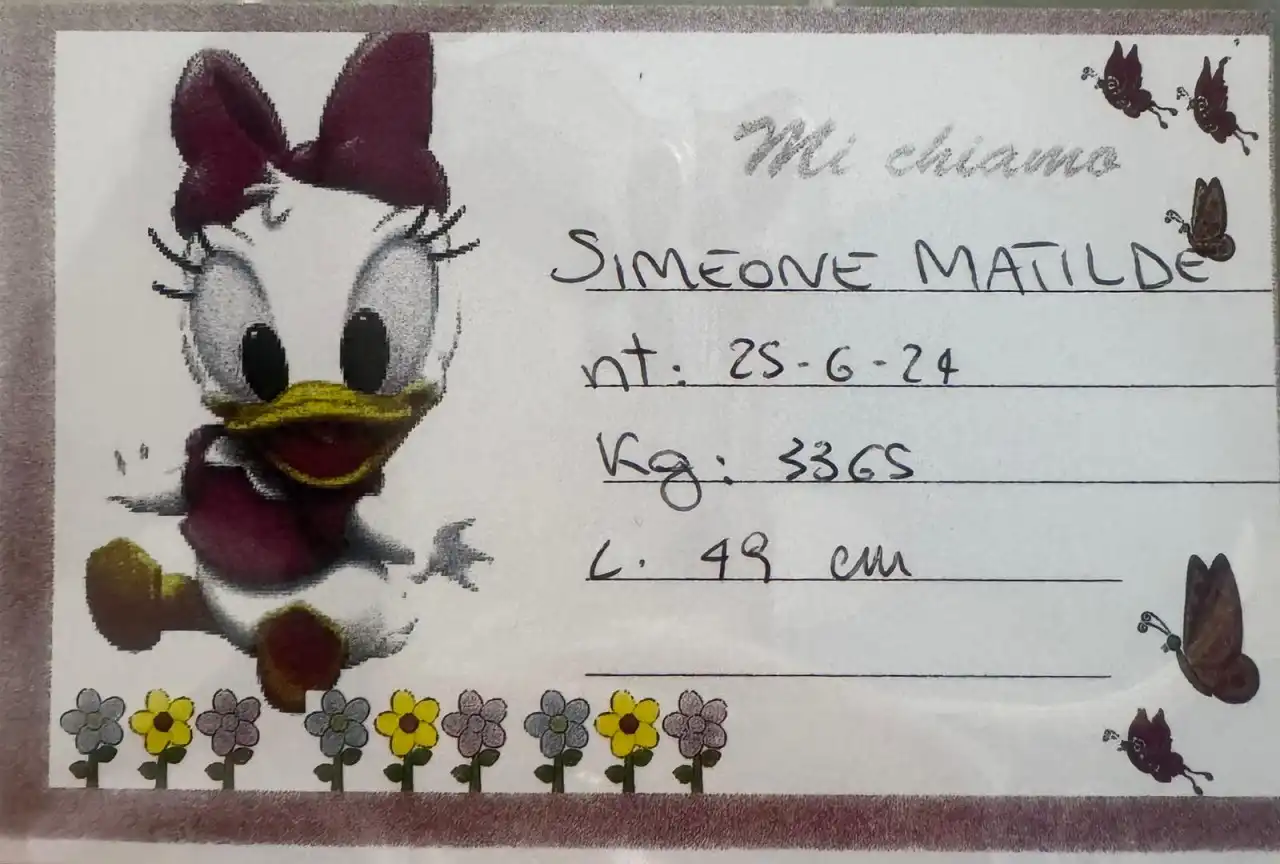 Mi chiamo
SIMEONE MATILDE
nt: 25-6-24
Kg: 3365
L. 49 cm